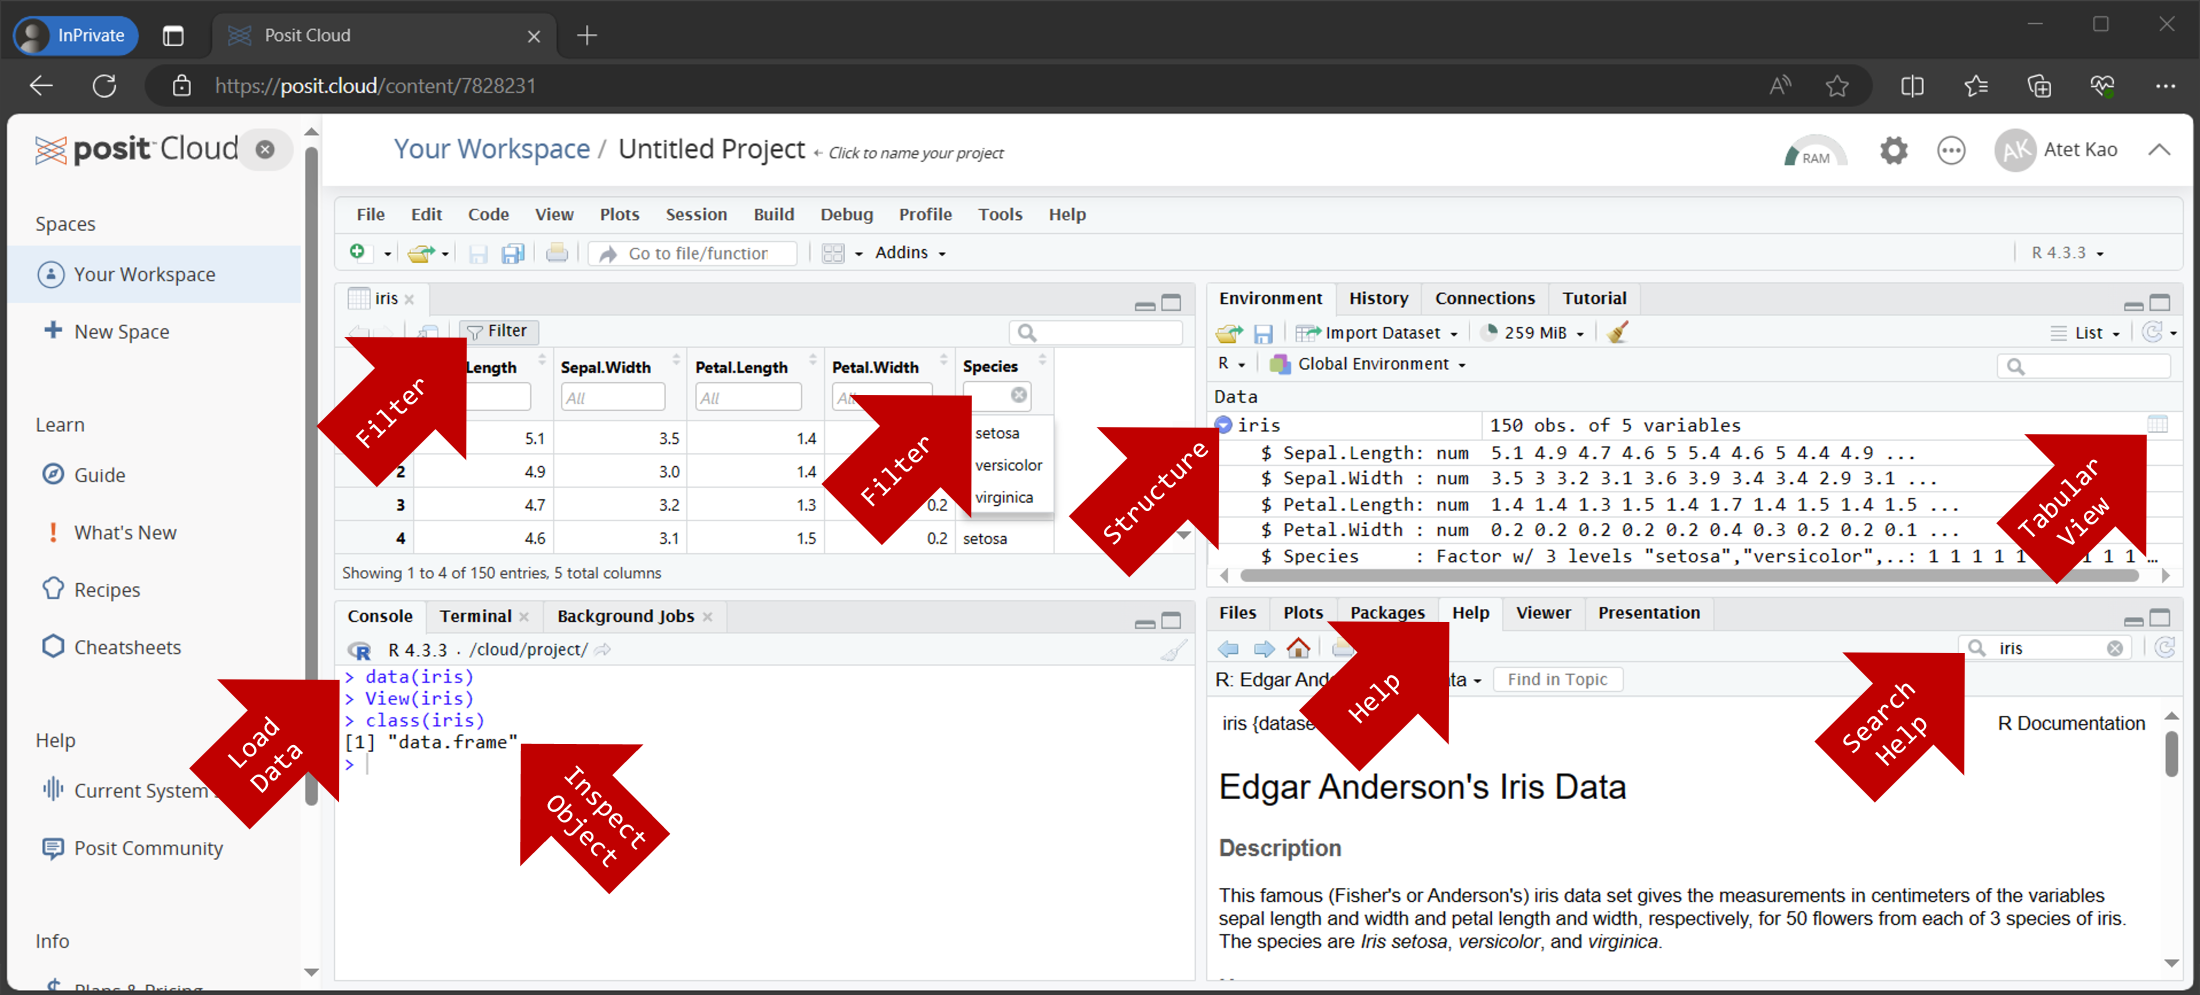 InPrivate
Posit Cloud
https://posit.cloud/content/7828231
posit Cloud
Your Workspace / Untitled Project ← Click to name your project
RAM
AK
Atet Kao
Spaces
Your Workspace
New Space
Learn
Guide
What's New
Recipes
Cheatsheets
Help
Current System
Posit Community
Info
Plans & Pricing
File Edit Code View Plots Session Build Debug Profile Tools Help
Go to file/function
Addins
R 4.3.3
iris
Filter
Length Sepal.Width Petal.Length Petal.Width Species
All All All
5.1 3.5 1.4
2 4.9 3.0 1.4
3 4.7 3.2 1.3 0.2
4 4.6 3.1 1.5 0.2 setosa
setosa
versicolor
virginica
Showing 1 to 4 of 150 entries, 5 total columns
Filter
Filter
Console Terminal Background Jobs
R 4.3.3 · /cloud/project/
> data(iris)
> View(iris)
> class(iris)
[1] "data.frame"
>
Load
Data
Inspect
Object
Environment History Connections Tutorial
Import Dataset 259 MiB List
R Global Environment
Data
iris 150 obs. of 5 variables
$ Sepal.Length: num 5.1 4.9 4.7 4.6 5 5.4 4.6 5 4.4 4.9 ...
$ Sepal.Width : num 3.5 3 3.2 3.1 3.6 3.9 3.4 3.4 2.9 3.1 ...
$ Petal.Length: num 1.4 1.4 1.3 1.5 1.4 1.7 1.4 1.5 1.4 1.5 ...
$ Petal.Width : num 0.2 0.2 0.2 0.2 0.2 0.4 0.3 0.2 0.2 0.1 ...
$ Species : Factor w/ 3 levels "setosa","versicolor",..: 1 1 1 1 1 1 1 1 …
Structure
Tabular
View
Files Plots Packages Help Viewer Presentation
iris
R: Edgar And ta
Find in Topic
iris {datase
R Documentation
Help
Search
Help
Edgar Anderson's Iris Data
Description
This famous (Fisher's or Anderson's) iris data set gives the measurements in centimeters of the variables
sepal length and width and petal length and width, respectively, for 50 flowers from each of 3 species of iris.
The species are Iris setosa, versicolor, and virginica.